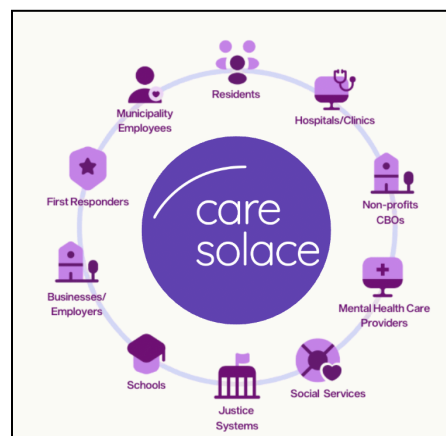 Residents
Municipality
Employees
Hospitals/Clinics
First Responders
care
solace
Non-profits
CBOs
Businesses/
Employers
Mental Health Care
Providers
Schools
Social Services
Justice
Systems